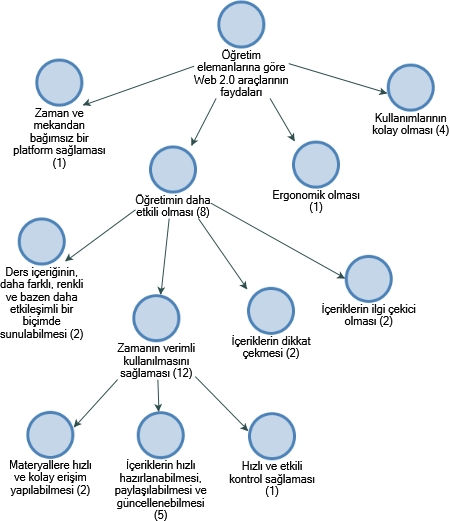 Öğretim
elemanlarına göre
Web 2.0 araçlarının
faydaları
Zaman ve
mekandan
bağımsız bir
platform sağlaması
(1)
Kullanımlarının
kolay olması (4)
Öğretimin daha
etkili olması (8)
Ergonomik olması
(1)
Ders içeriğinin,
daha farklı, renkli
ve bazen daha
etkileşimli bir
biçimde
sunulabilmesi (2)
Zamanın verimli
kullanılmasını
sağlaması (12)
İçeriklerin dikkat
çekmesi (2)
İçeriklerin ilgi çekici
olması (2)
Materyallere hızlı
ve kolay erişim
yapılabilmesi (2)
İçeriklerin hızlı
hazırlanabilmesi,
paylaşılabilmesi ve
güncellenebilmesi
(5)
Hızlı ve etkili
kontrol sağlaması
(1)